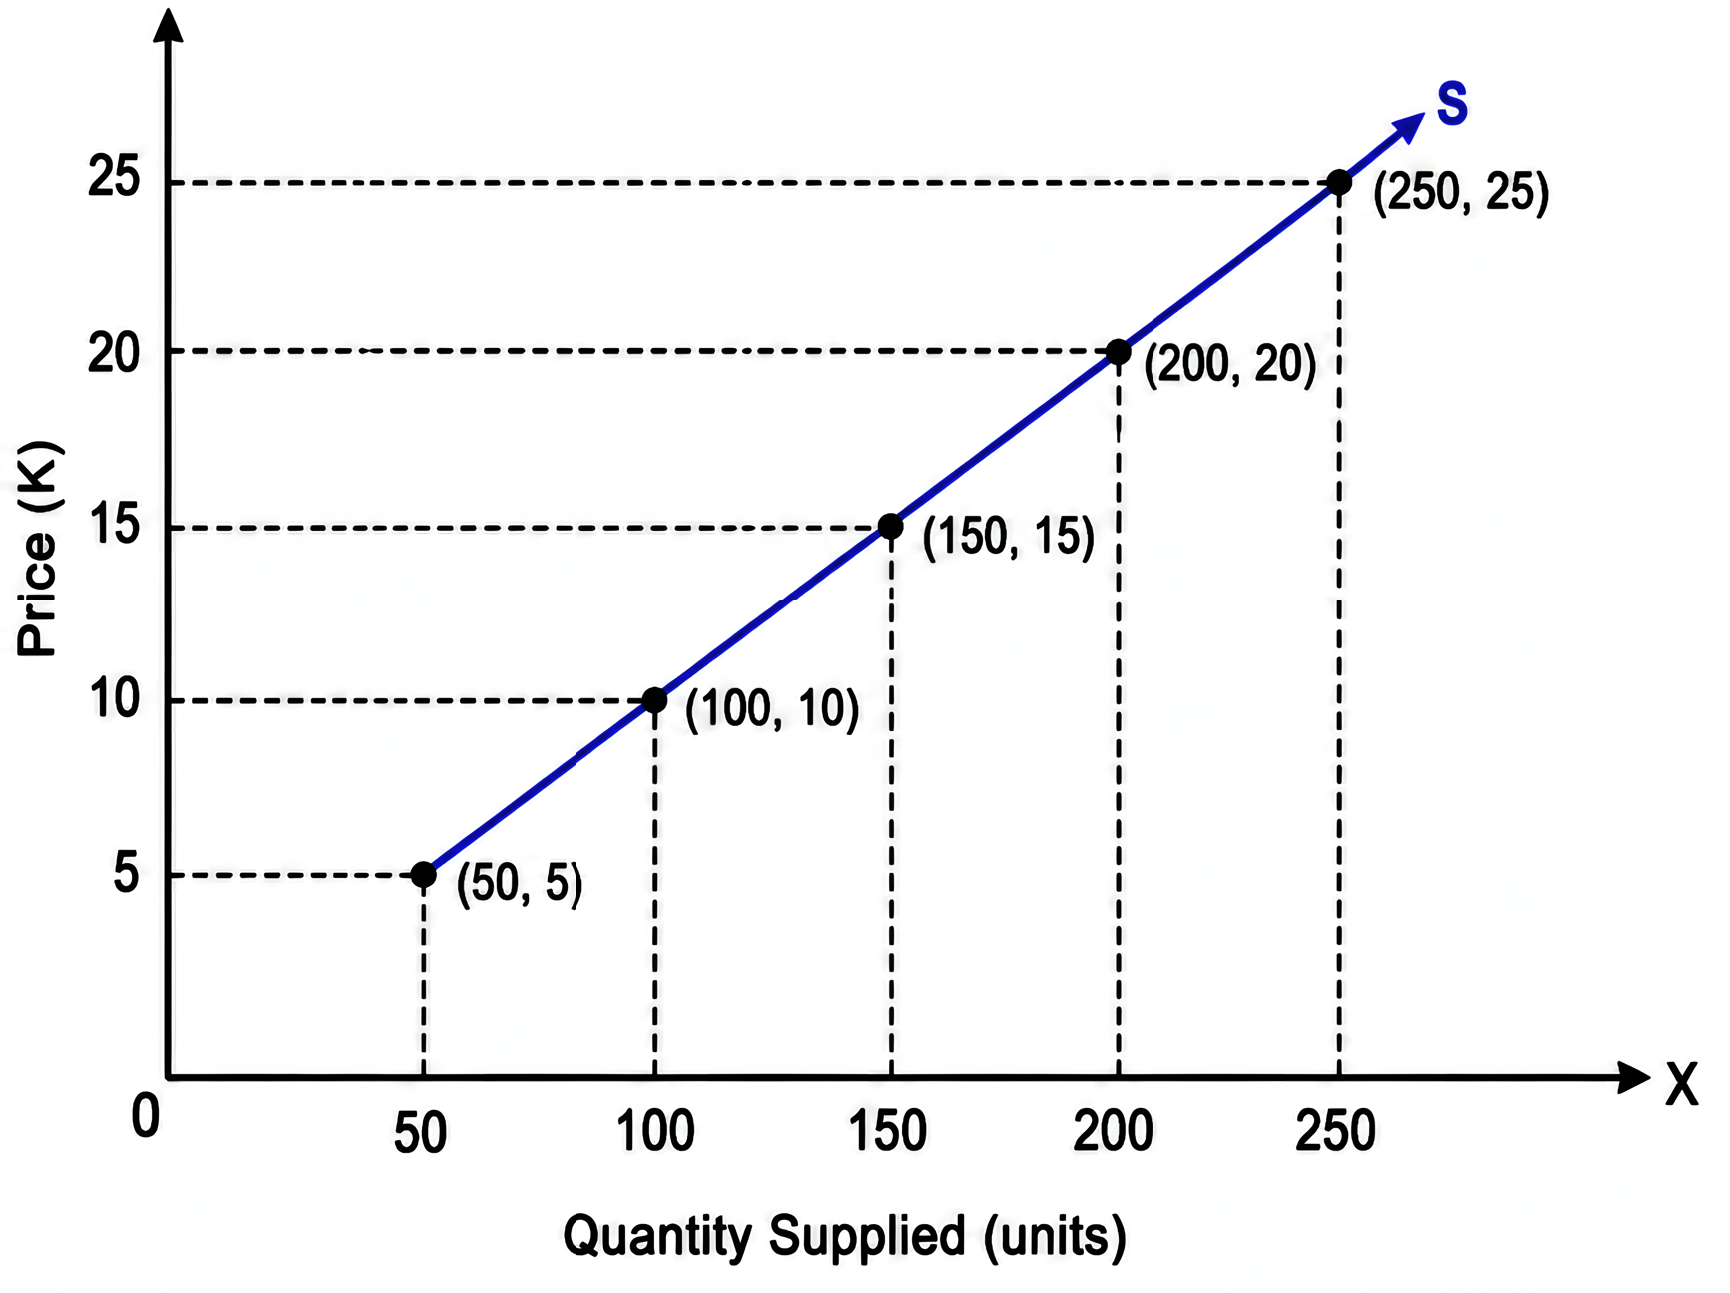 S
25
(250, 25)
20
(200, 20)
Price (K)
15
(150, 15)
10
(100, 10)
5
(50, 5)
0
X
50 100 150 200 250
Quantity Supplied (units)